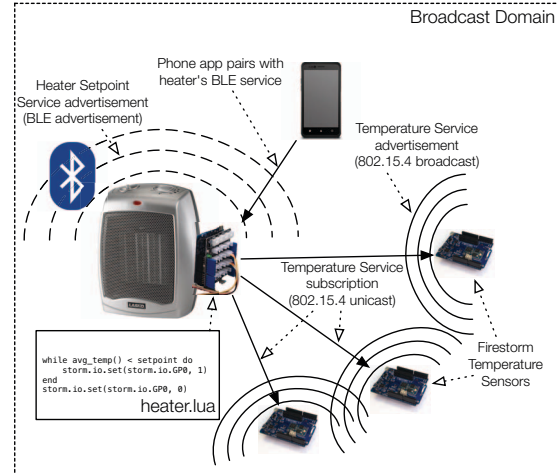 Broadcast Domain
Phone app pairs with
heater's BLE service
Heater Setpoint
Service advertisement
(BLE advertisement)
Temperature Service
advertisement
(802.15.4 broadcast)
Temperature Service
subscription
(802.15.4 unicast)
Firestorm
Temperature
Sensors
while avg_temp() < setpoint do
storm.io.set(storm.io.GP0, 1)
end
storm.io.set(storm.io.GP0, 0)
heater.lua